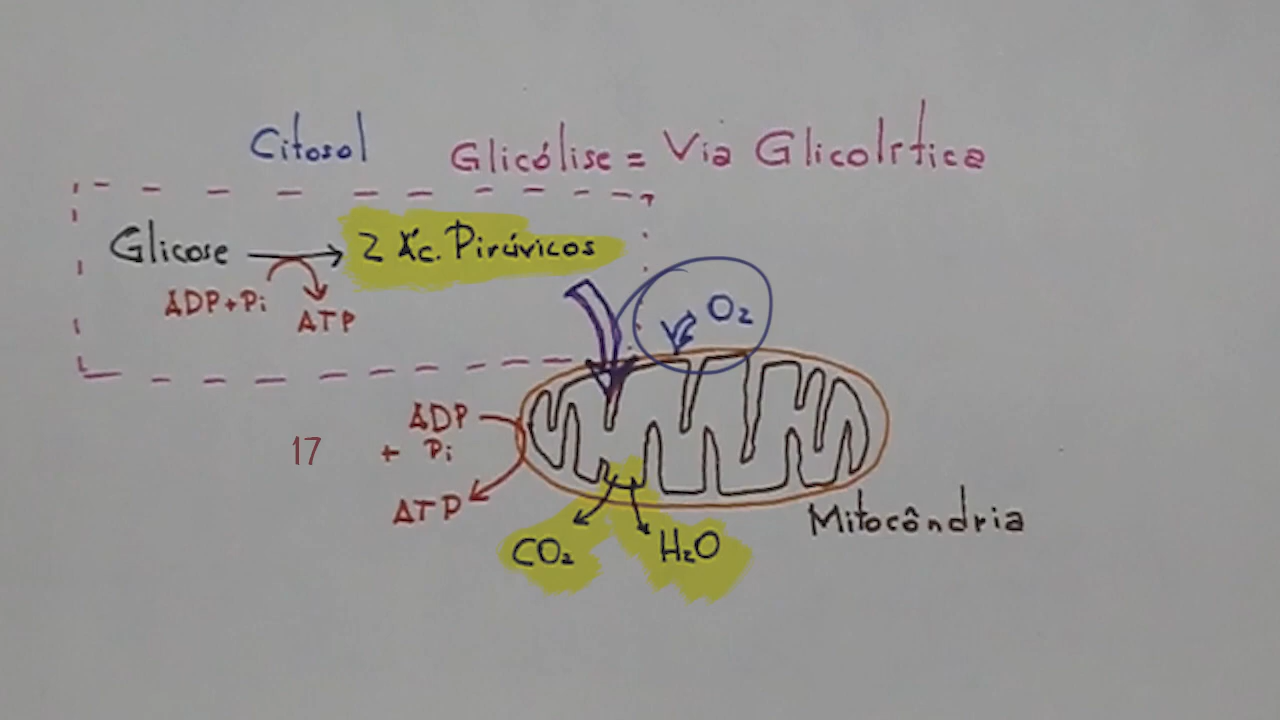 Citosol
Glicólise = Via Glicolítica
Glicose → 2 Ác. Pirúvicos
ADP+Pi
ATP
O₂
ADP
17 + Pi
ATP
Mitocôndria
CO₂
H₂O